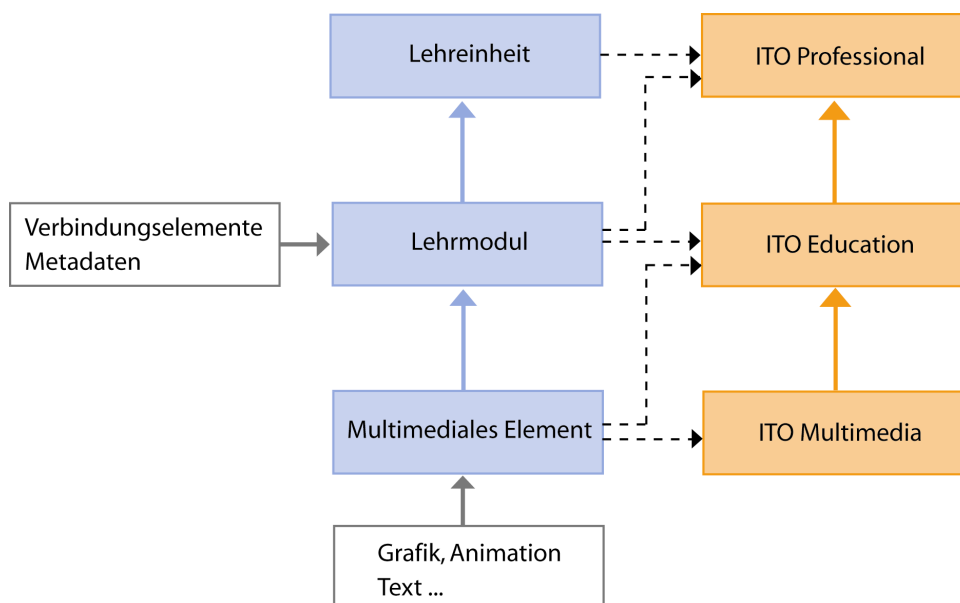 Lehreinheit
ITO Professional
Verbindungselemente
Metadaten
Lehrmodul
ITO Education
Multimediales Element
ITO Multimedia
Grafik, Animation
Text ...